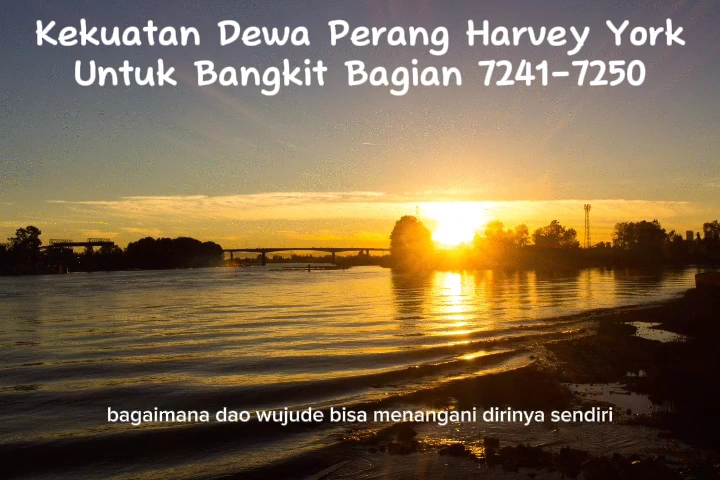 Kekuatan Dewa Perang Harvey York
Untuk Bangkit Bagian 7241-7250
bagaimana dao wujude bisa menangani dirinya sendiri